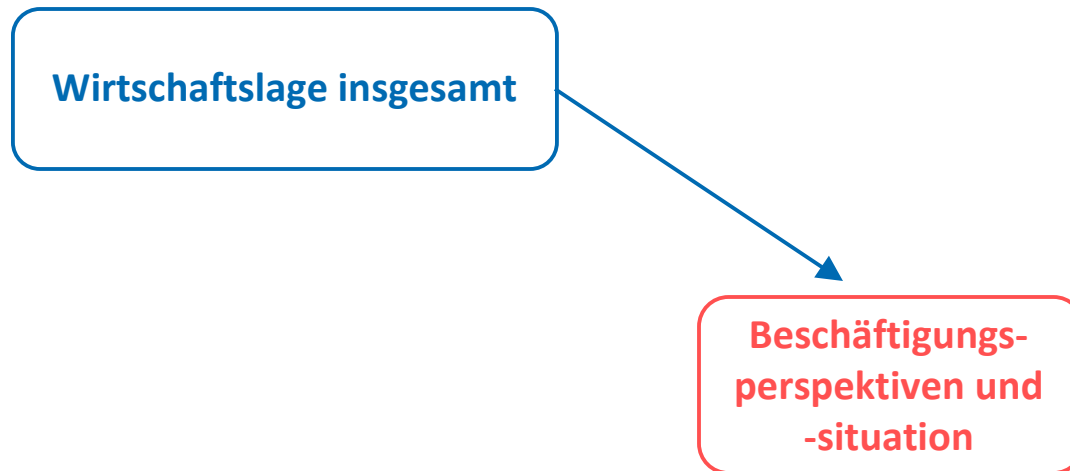 Wirtschaftslage insgesamt
Beschäftigungs-
perspektiven und
-situation